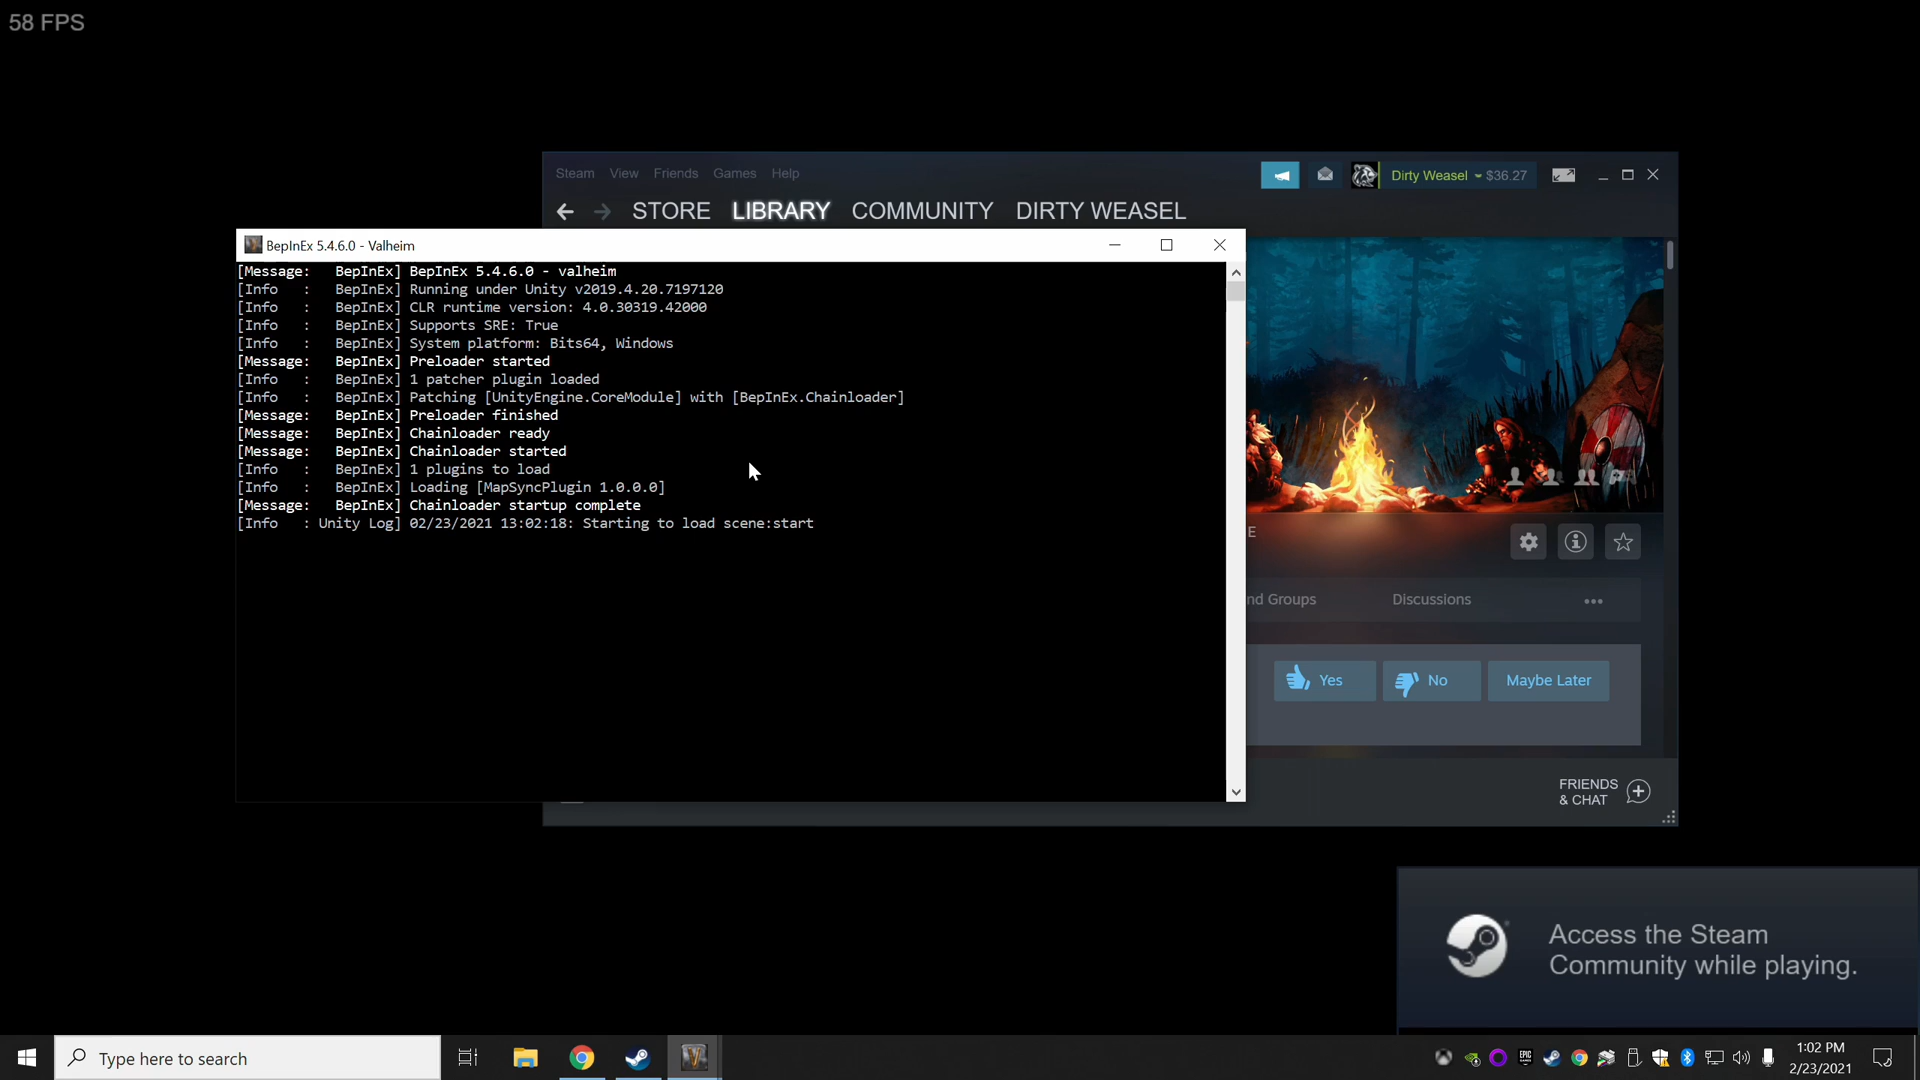 58 FPS
Steam View Friends Games Help
Dirty Weasel $36.27
STORE LIBRARY COMMUNITY DIRTY WEASEL
BepInEx 5.4.6.0 - Valheim
[Message:   BepInEx] BepInEx 5.4.6.0 - valheim
[Info   :   BepInEx] Running under Unity v2019.4.20.7197120
[Info   :   BepInEx] CLR runtime version: 4.0.30319.42000
[Info   :   BepInEx] Supports SRE: True
[Info   :   BepInEx] System platform: Bits64, Windows
[Message:   BepInEx] Preloader started
[Info   :   BepInEx] 1 patcher plugin loaded
[Info   :   BepInEx] Patching [UnityEngine.CoreModule] with [BepInEx.Chainloader]
[Message:   BepInEx] Preloader finished
[Message:   BepInEx] Chainloader ready
[Message:   BepInEx] Chainloader started
[Info   :   BepInEx] 1 plugins to load
[Info   :   BepInEx] Loading [MapSyncPlugin 1.0.0.0]
[Message:   BepInEx] Chainloader startup complete
[Info   : Unity Log] 02/23/2021 13:02:18: Starting to load scene:start
E
nd Groups Discussions
Yes No Maybe Later
FRIENDS
& CHAT
Access the Steam
Community while playing.
Type here to search
EPIC
1:02 PM
2/23/2021